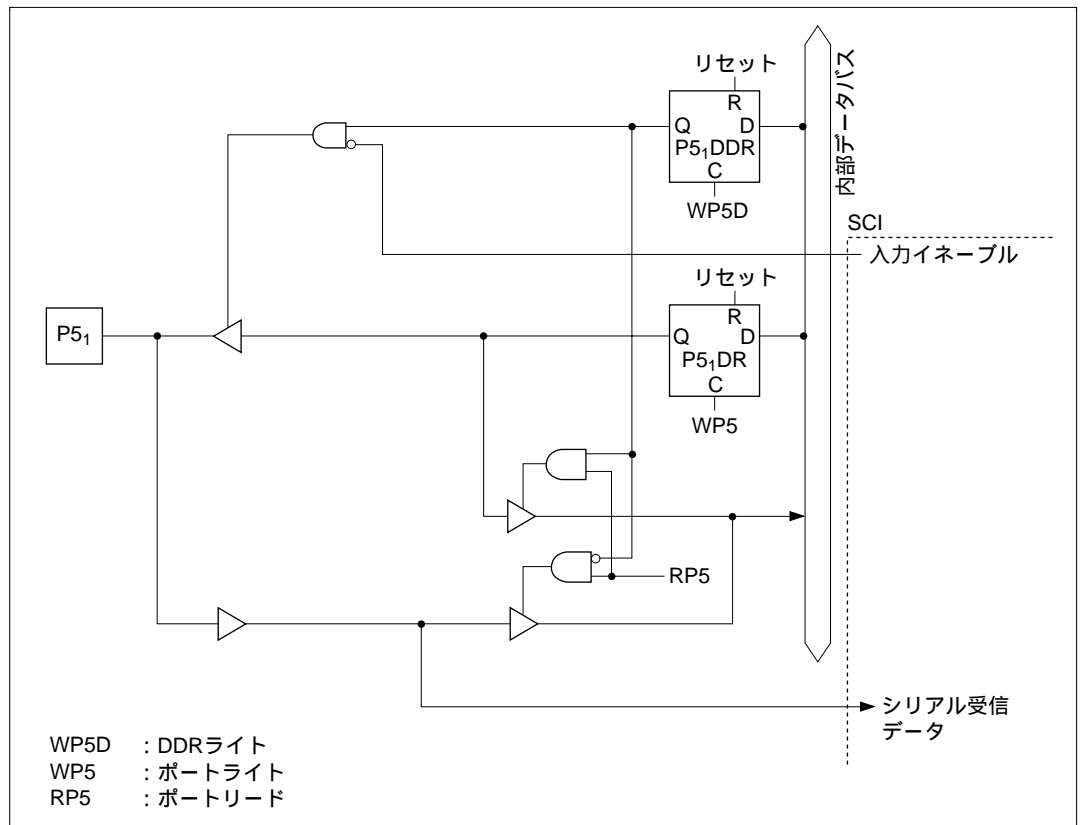 リセット
R
Q D
P5₁DDR
C
WP5D
内部データバス
SCI
入力イネーブル
リセット
R
Q D
P5₁DR
C
WP5
P5₁
RP5
シリアル受信
データ
WP5D :DDRライト
WP5 :ポートライト
RP5 :ポートリード